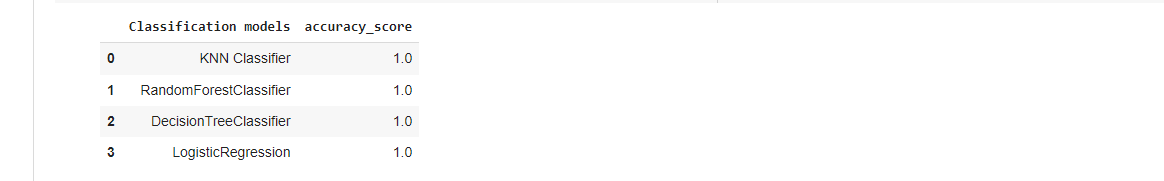 Classification models accuracy_score
0 KNN Classifier 1.0
1 RandomForestClassifier 1.0
2 DecisionTreeClassifier 1.0
3 LogisticRegression 1.0